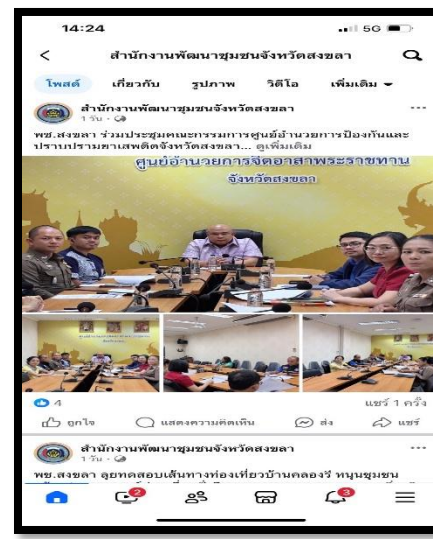 14:24
5G
สำนักงานพัฒนาชุมชนจังหวัดสงขลา
โพสต์ เกี่ยวกับ รูปภาพ วิดีโอ เพิ่มเติม
สำนักงานพัฒนาชุมชนจังหวัดสงขลา
1 วัน
พช.สงขลา ร่วมประชุมคณะกรรมการศูนย์อำนวยการป้องกันและ
ปราบปรามยาเสพติดจังหวัดสงขลา... ดูเพิ่มเติม
ศูนย์อำนวยการจิตอาสาพระราชทาน
จังหวัดสงขลา
4
แชร์ 1 ครั้ง
ถูกใจ แสดงความคิดเห็น ส่ง แชร์
สำนักงานพัฒนาชุมชนจังหวัดสงขลา
1 วัน
พช.สงขลา ลุยทดสอบเส้นทางท่องเที่ยวบ้านคลองรี หนุนชุมชน
2 3